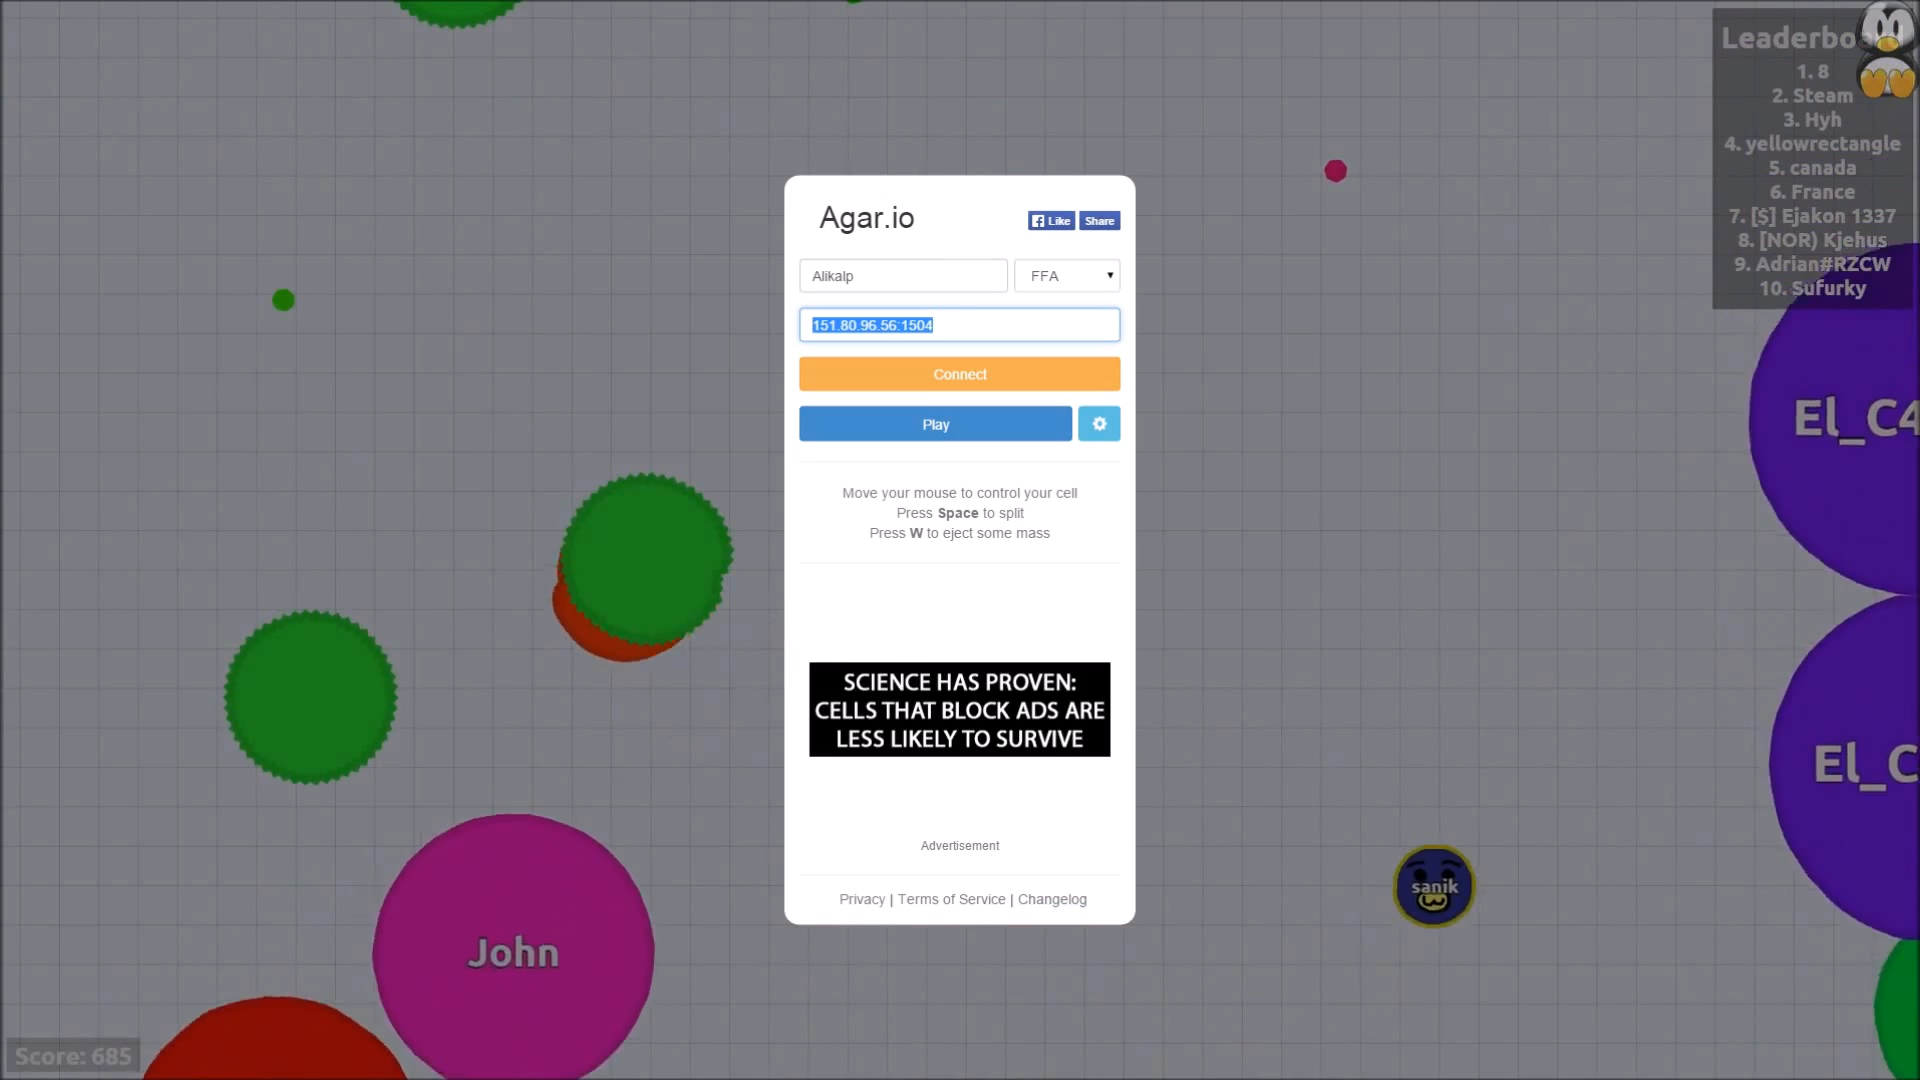 Leaderbo
1. 8
2. Steam
3. Hyh
4. yellowrectangle
5. canada
6. France
7. [$] Ejakon 1337
8. [NOR) Kjehus
9. Adrian#RZCW
10. Sufurky
Agar.io
Like Share
Alikalp FFA
151.80.96.56:1504
Connect
Play
El_C4
Move your mouse to control your cell
Press Space to split
Press W to eject some mass
SCIENCE HAS PROVEN:
CELLS THAT BLOCK ADS ARE
LESS LIKELY TO SURVIVE
El_C
Advertisement
sanik
Privacy | Terms of Service | Changelog
John
Score: 685